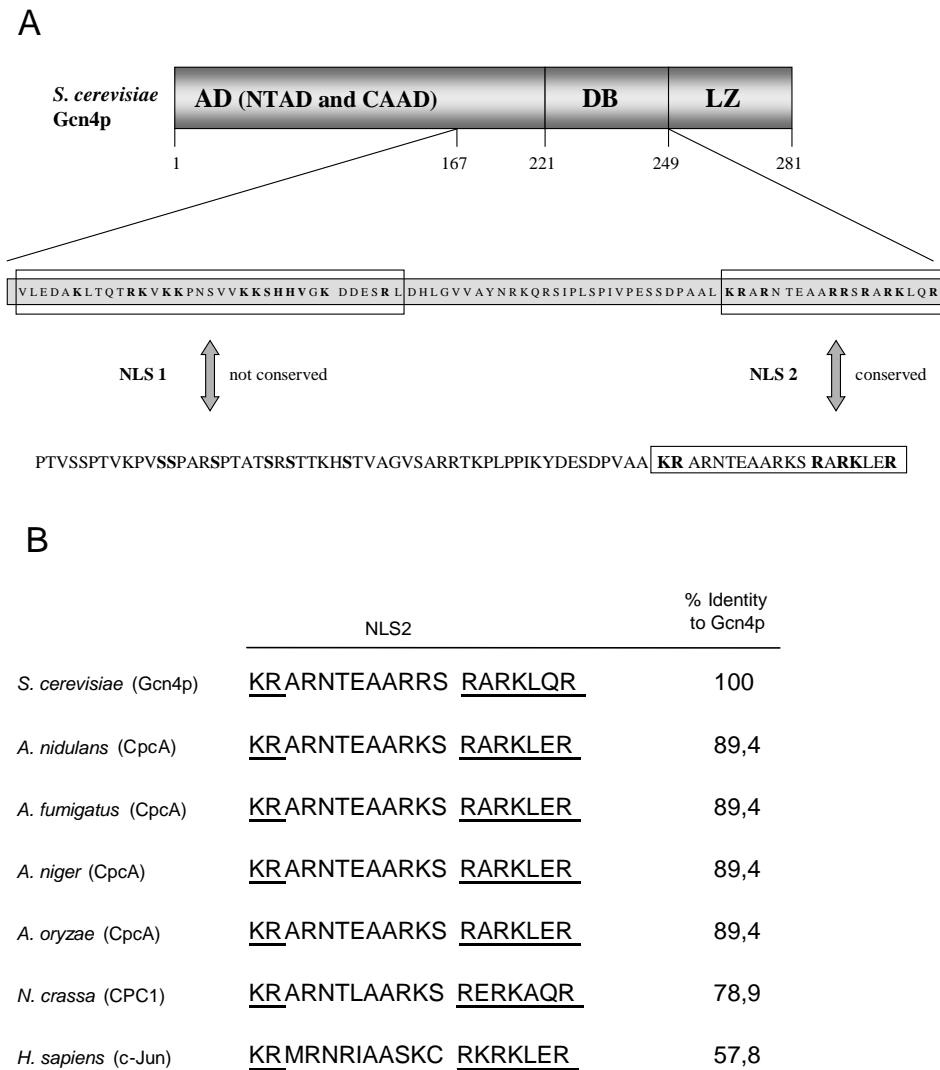 A
S. cerevisiae
Gcn4p
AD (NTAD and CAAD) DB LZ
1 167 221 249 281
VLEDAKLTQTRKVKKPNSVVKKSHHVGK DDESRLDHLGVVAYNRKQRSIPLSPIVPESSDPAALKRARNTEAARRSRARKLQR
NLS 1 not conserved NLS 2 conserved
PTVSSPTVKPVSSPARSPTATSRSTTKHSTVAGVSARRTKPLPPIKYDESDPVAA KR ARNTEAARKS RARKLER
B
NLS2 % Identity
to Gcn4p
S. cerevisiae (Gcn4p) KRARNTEAARRS RARKLQR 100
A. nidulans (CpcA) KRARNTEAARKS RARKLER 89,4
A. fumigatus (CpcA) KRARNTEAARKS RARKLER 89,4
A. niger (CpcA) KRARNTEAARKS RARKLER 89,4
A. oryzae (CpcA) KRARNTEAARKS RARKLER 89,4
N. crassa (CPC1) KRARNTLAARKS RERKAQR 78,9
H. sapiens (c-Jun) KRMRNRIAASKC RKRKLER 57,8